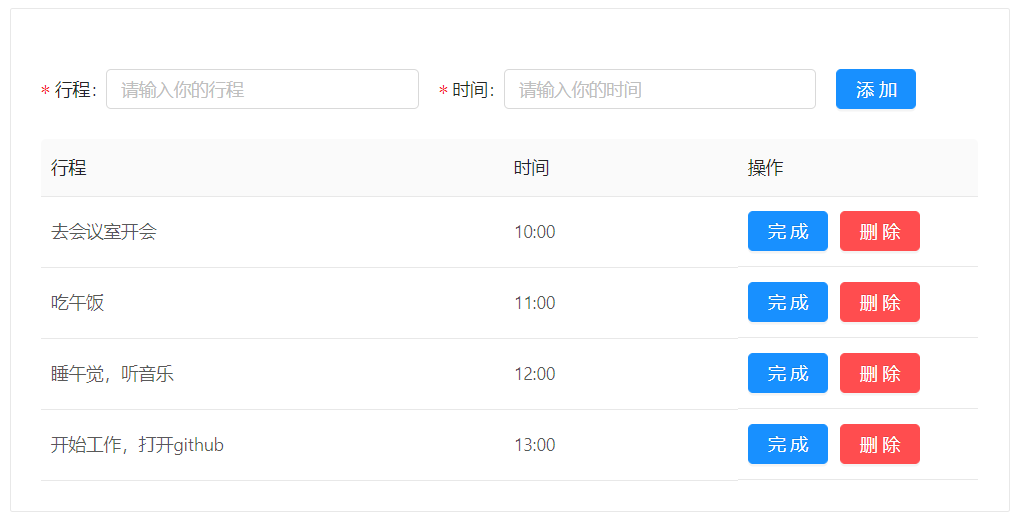 * 行程: 请输入你的行程 * 时间: 请输入你的时间 添 加
行程 时间 操作
去会议室开会 10:00 完 成 删 除
吃午饭 11:00 完 成 删 除
睡午觉，听音乐 12:00 完 成 删 除
开始工作，打开github 13:00 完 成 删 除